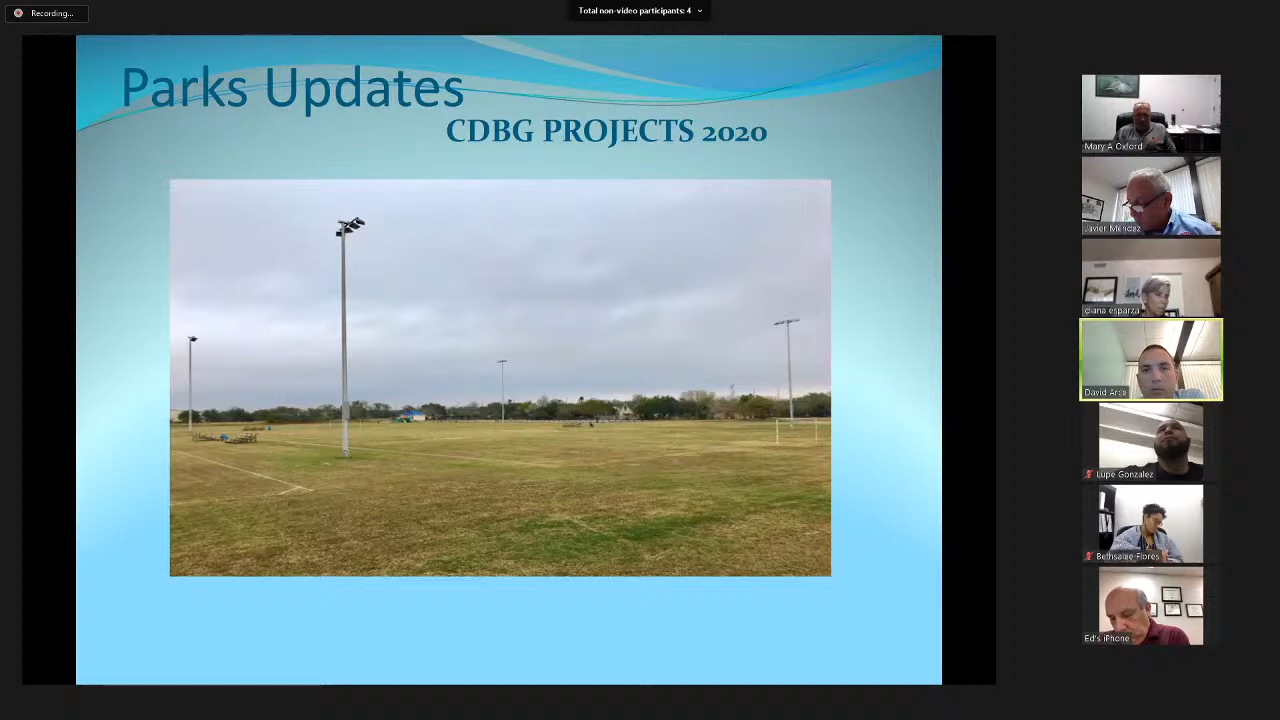 Recording...
Total non-video participants: 4
Parks Updates
CDBG PROJECTS 2020
Mary A Oxford
Javier Mendez
diana esparza
David Arce
Lupe Gonzalez
Bethsalee Flores
Ed's iPhone